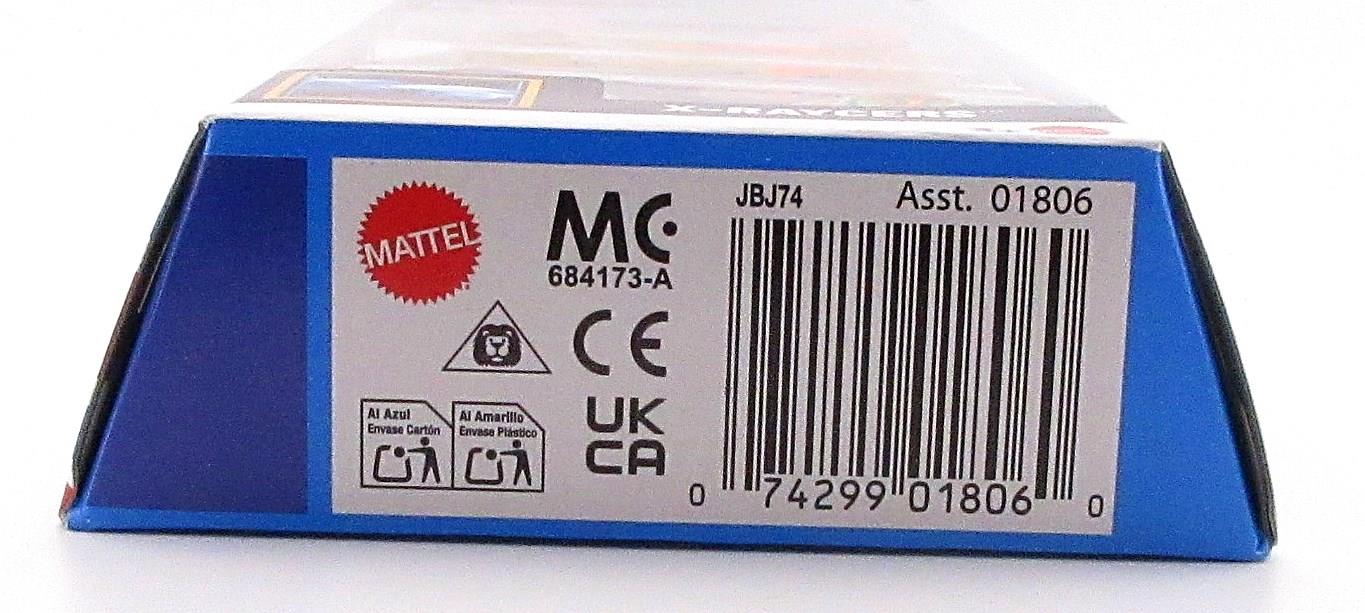 X-RAYCERS
MATTEL
MC
684173-A
CE
UK
CA
Al Azul
Envase Cartón
Al Amarillo
Envase Plástico
JBJ74 Asst. 01806
0 74299 01806 0